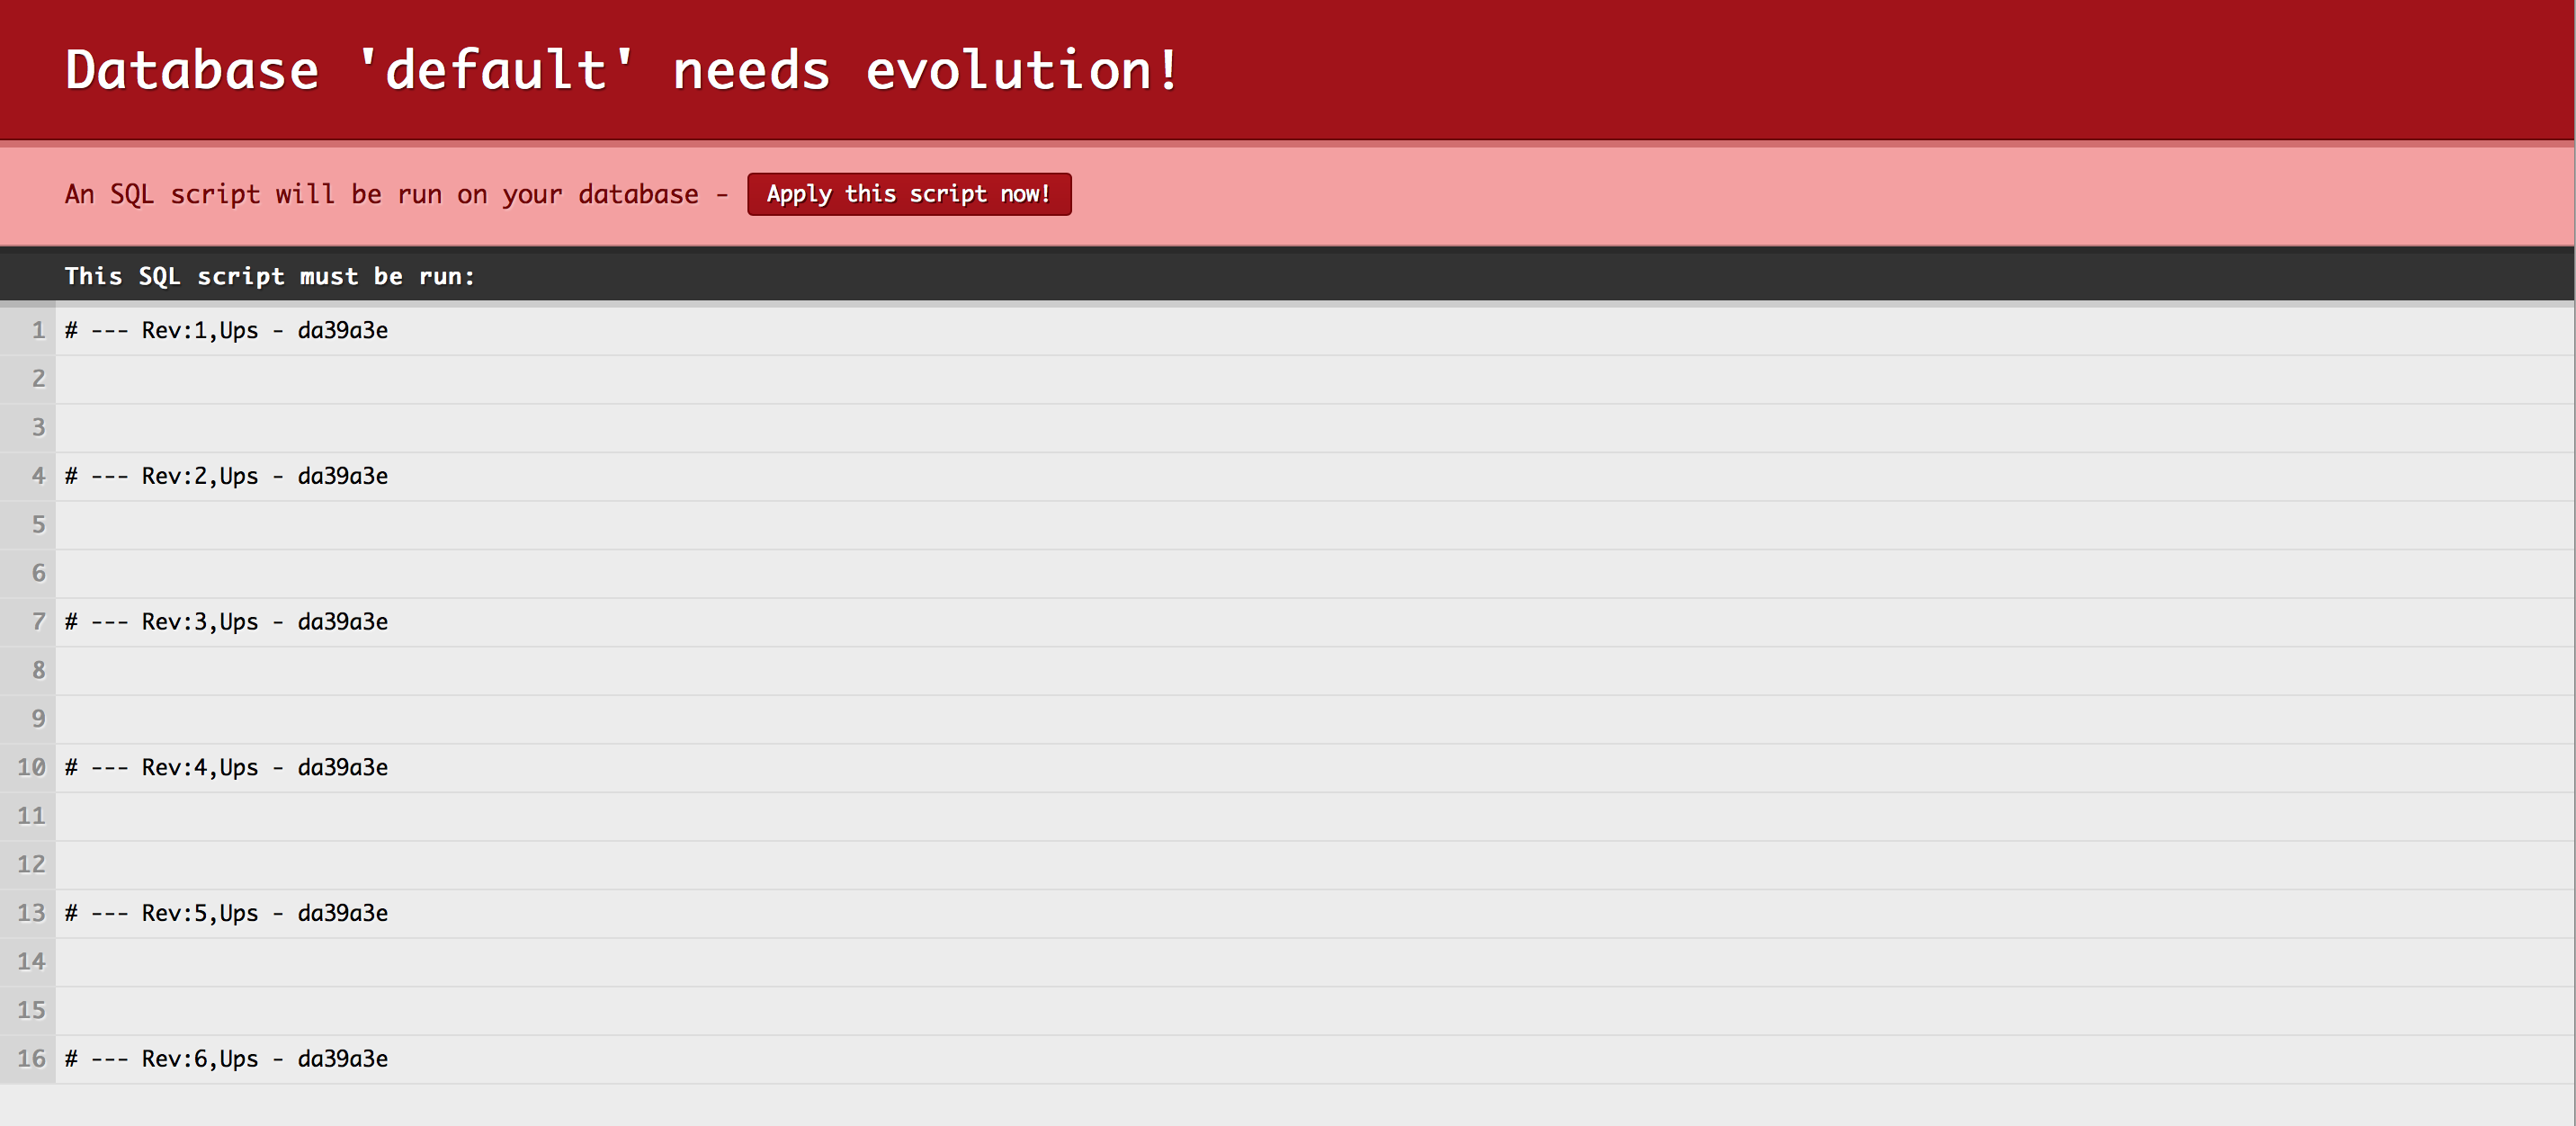 Database 'default' needs evolution!
An SQL script will be run on your database - Apply this script now!
This SQL script must be run:
1 # --- Rev:1,Ups - da39a3e
2
3
4 # --- Rev:2,Ups - da39a3e
5
6
7 # --- Rev:3,Ups - da39a3e
8
9
10 # --- Rev:4,Ups - da39a3e
11
12
13 # --- Rev:5,Ups - da39a3e
14
15
16 # --- Rev:6,Ups - da39a3e